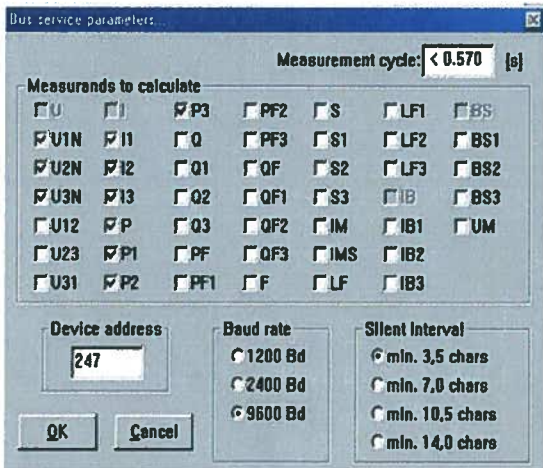 Bus service parameters...
Measurement cycle: < 0.570 [s]
Measurands to calculate
U I P3 PF2 S LF1 BS
U1N I1 Q PF3 S1 LF2 BS1
U2N I2 Q1 QF S2 LF3 BS2
U3N I3 Q2 QF1 S3 IB BS3
U12 P Q3 QF2 IM IB1 UM
U23 P1 PF QF3 IMS IB2
U31 P2 PF1 F LF IB3
Device address Baud rate Silent Interval
247 1200 Bd min. 3,5 chars
2400 Bd min. 7,0 chars
9600 Bd min. 10,5 chars
OK Cancel min. 14,0 chars